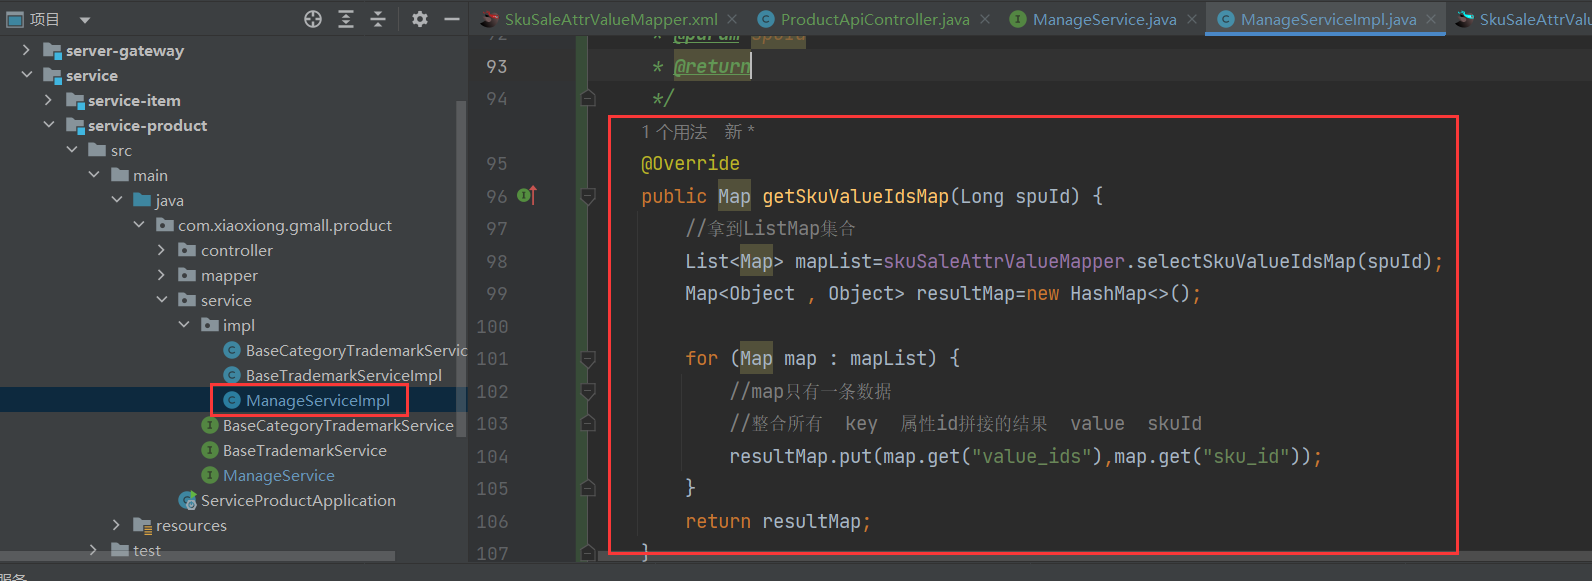 项目
SkuSaleAttrValueMapper.xml
ProductApiController.java
ManageService.java
ManageServiceImpl.java
SkuSaleAttrValu
server-gateway
service
service-item
service-product
src
main
java
com.xiaoxiong.gmall.product
controller
mapper
service
impl
BaseCategoryTrademarkServic
BaseTrademarkServiceImpl
ManageServiceImpl
BaseCategoryTrademarkService
BaseTrademarkService
ManageService
ServiceProductApplication
resources
test
服务
92 * @param spuId
93 * @return
94 */
1 个用法 新 *
95 @Override
96 public Map getSkuValueIdsMap(Long spuId) {
97 //拿到ListMap集合
98 List<Map> mapList=skuSaleAttrValueMapper.selectSkuValueIdsMap(spuId);
99 Map<Object , Object> resultMap=new HashMap<>();
100
101 for (Map map : mapList) {
102 //map只有一条数据
103 //整合所有 key 属性id拼接的结果 value skuId
104 resultMap.put(map.get("value_ids"),map.get("sku_id"));
105 }
106 return resultMap;
107 }